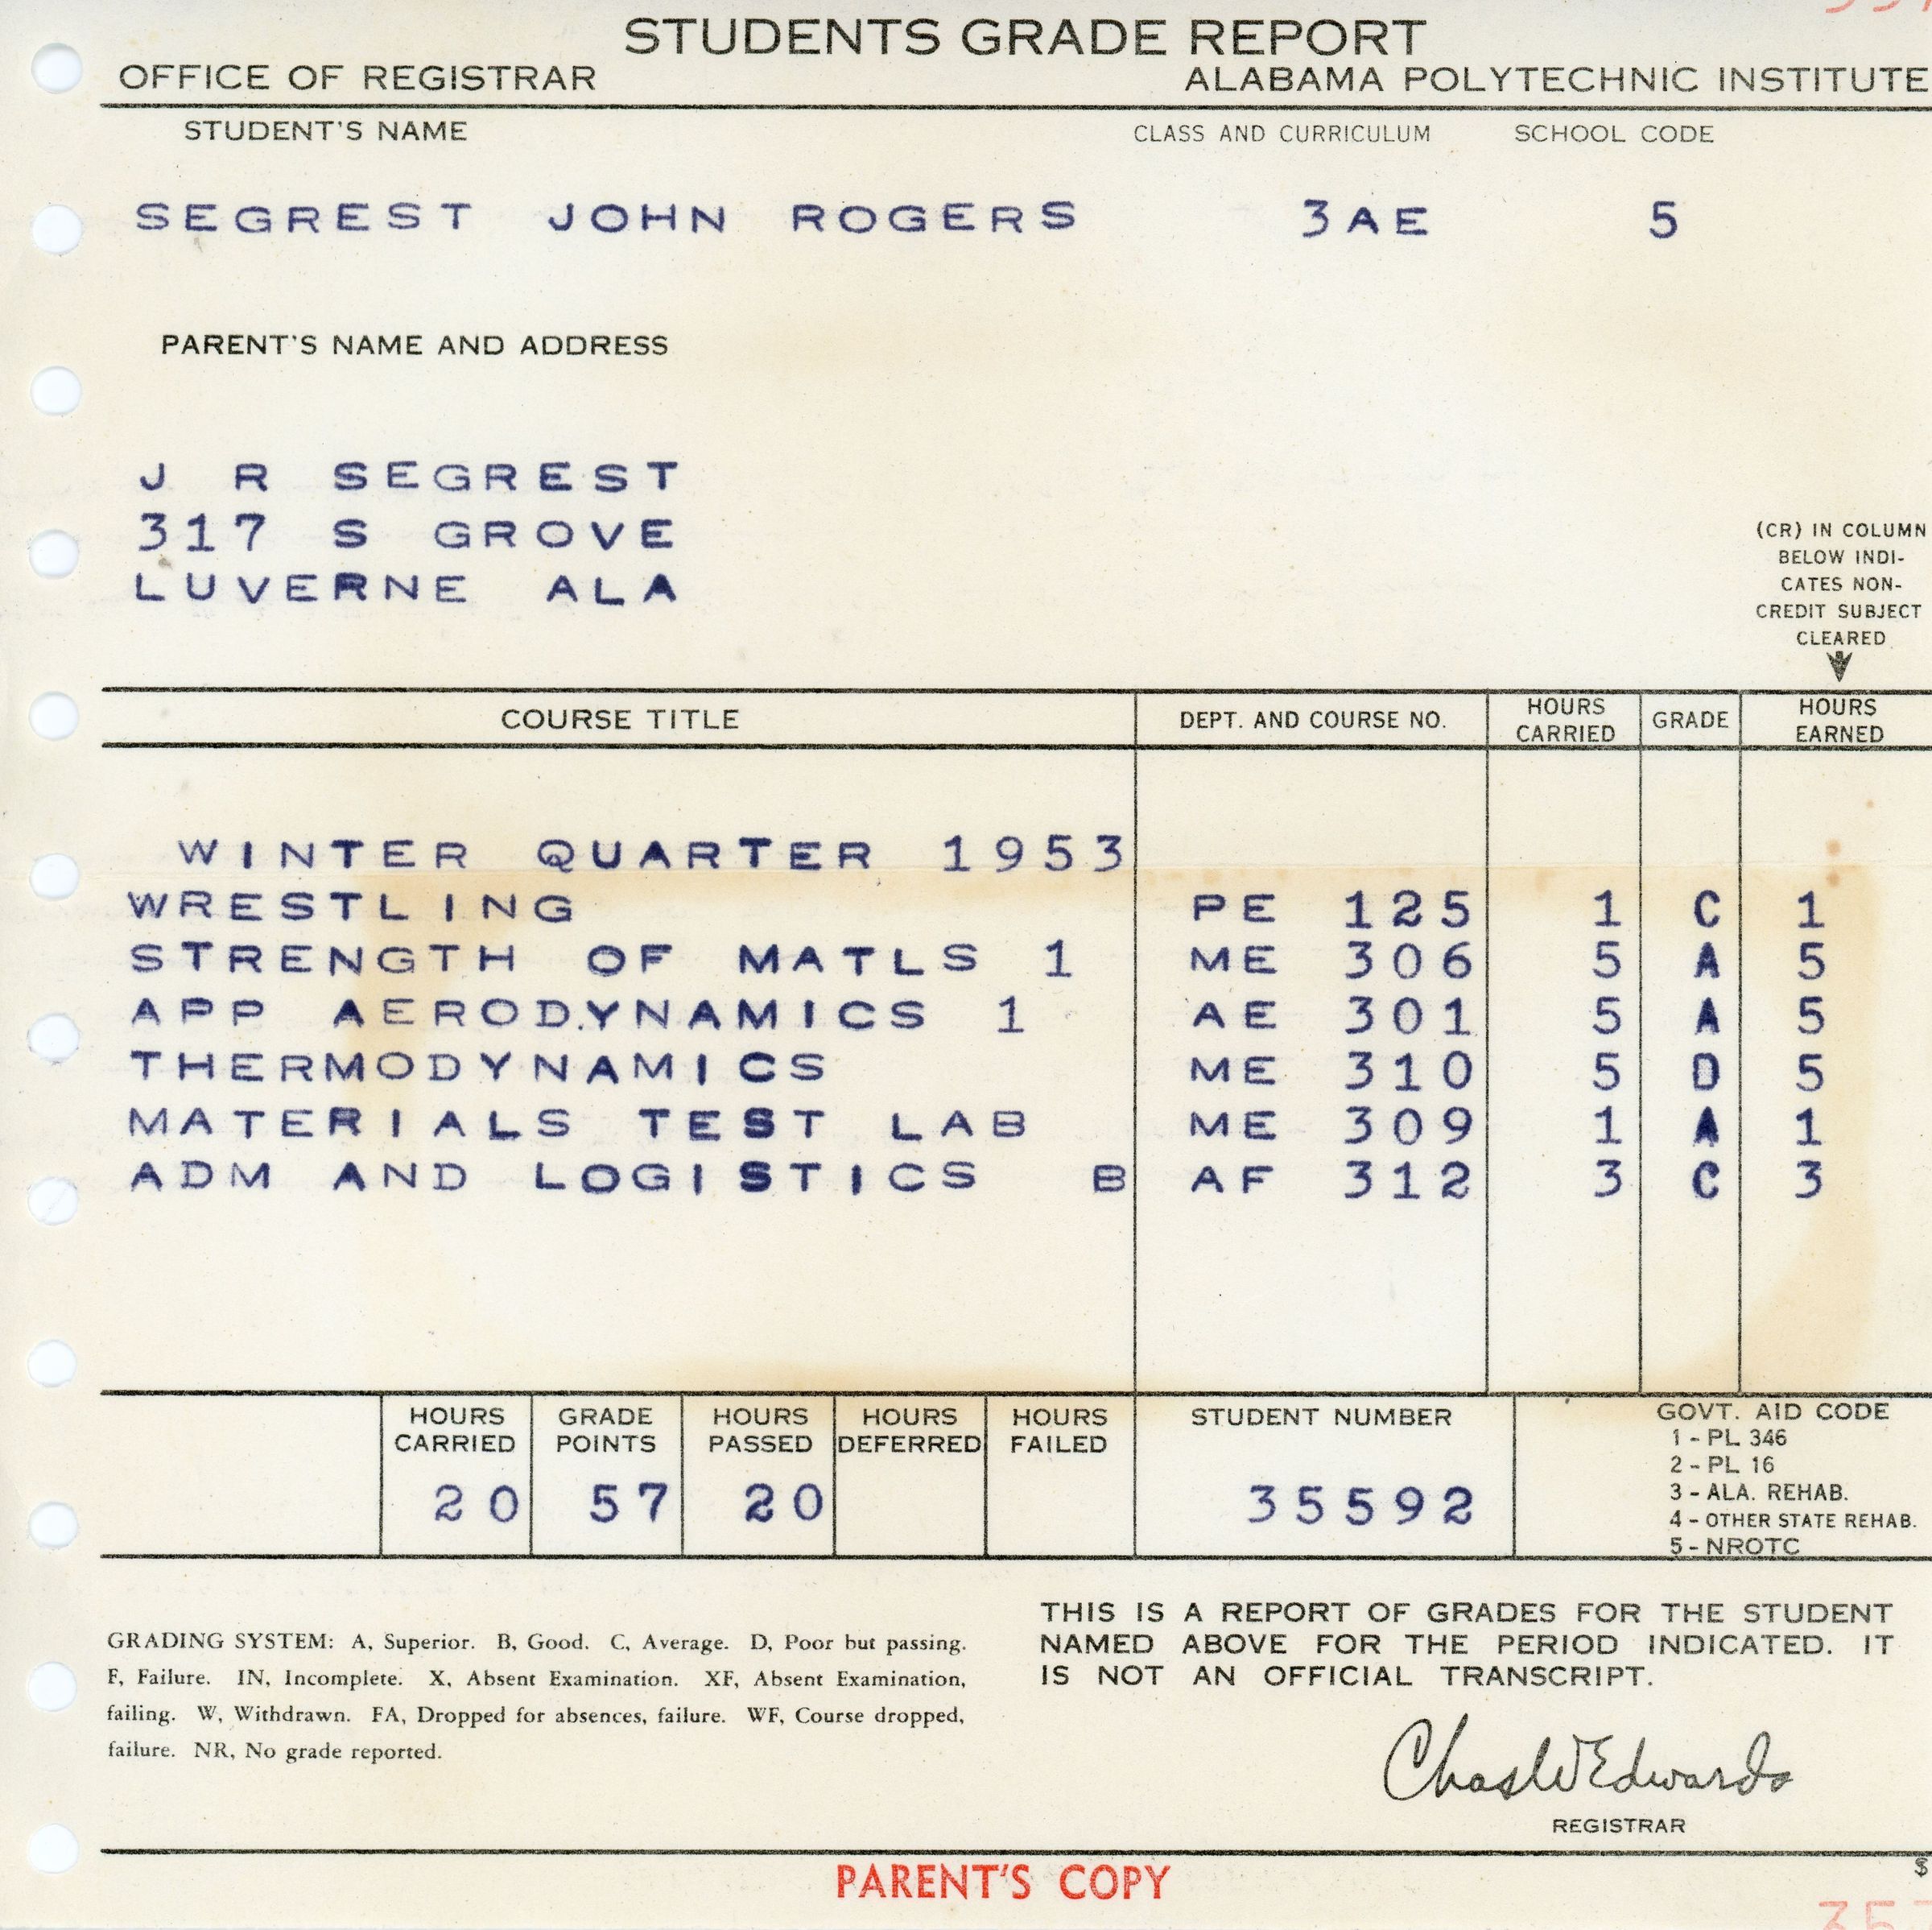 STUDENTS GRADE REPORT
OFFICE OF REGISTRAR ALABAMA POLYTECHNIC INSTITUTE
STUDENT'S NAME CLASS AND CURRICULUM SCHOOL CODE
SEGREST JOHN ROGERS 3AE 5
PARENT'S NAME AND ADDRESS
J R SEGREST
317 S GROVE
LUVERNE ALA
(CR) IN COLUMN
BELOW INDI-
CATES NON-
CREDIT SUBJECT
CLEARED
COURSE TITLE DEPT. AND COURSE NO. HOURS CARRIED GRADE HOURS EARNED
WINTER QUARTER 1953
WRESTLING PE 125 1 C 1
STRENGTH OF MATLS 1 ME 306 5 A 5
APP AERODYNAMICS 1 AE 301 5 A 5
THERMODYNAMICS ME 310 5 D 5
MATERIALS TEST LAB ME 309 1 A 1
ADM AND LOGISTICS B AF 312 3 C 3
HOURS CARRIED GRADE POINTS HOURS PASSED HOURS DEFERRED HOURS FAILED STUDENT NUMBER
20 57 20 35592
GOVT. AID CODE
1 - PL 346
2 - PL 16
3 - ALA. REHAB.
4 - OTHER STATE REHAB.
5 - NROTC
GRADING SYSTEM: A, Superior. B, Good. C, Average. D, Poor but passing.
F, Failure. IN, Incomplete. X, Absent Examination. XF, Absent Examination,
failing. W, Withdrawn. FA, Dropped for absences, failure. WF, Course dropped,
failure. NR, No grade reported.
THIS IS A REPORT OF GRADES FOR THE STUDENT
NAMED ABOVE FOR THE PERIOD INDICATED. IT
IS NOT AN OFFICIAL TRANSCRIPT.
Chas W Edwards
REGISTRAR
PARENT'S COPY